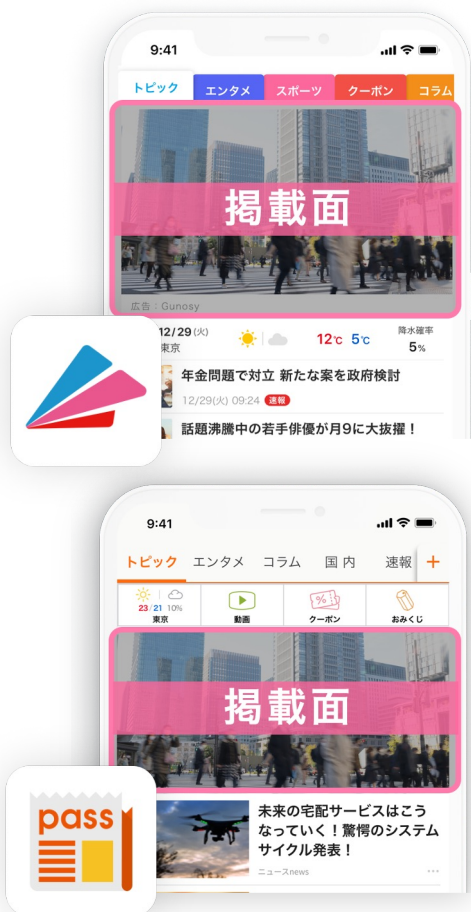 9:41
トピック エンタメ スポーツ クーポン コラム
掲載面
広告：Gunosy
12/29(火) 12℃ 5℃ 降水確率
東京 5%
年金問題で対立 新たな案を政府検討
12/29(火) 09:24 速報
話題沸騰中の若手俳優が月9に大抜擢！
9:41
トピック エンタメ コラム 国内 速報 +
23/21 10%
東京 動画 クーポン おみくじ
掲載面
pass
未来の宅配サービスはこう
なっていく！驚愕のシステム
サイクル発表！
ニュースnews